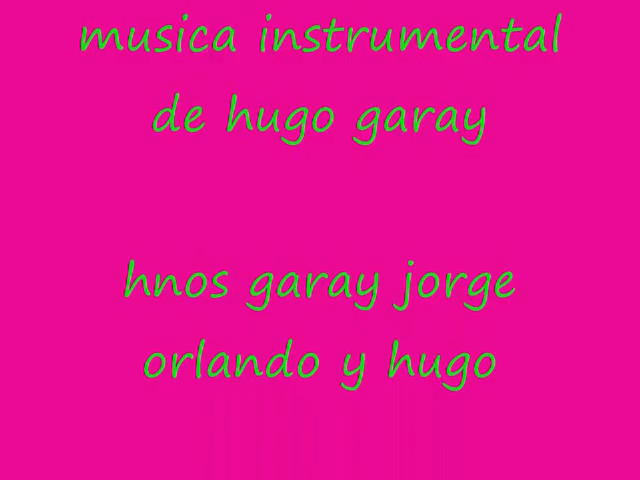 musica instrumental
de hugo garay
hnos garay jorge
orlando y hugo